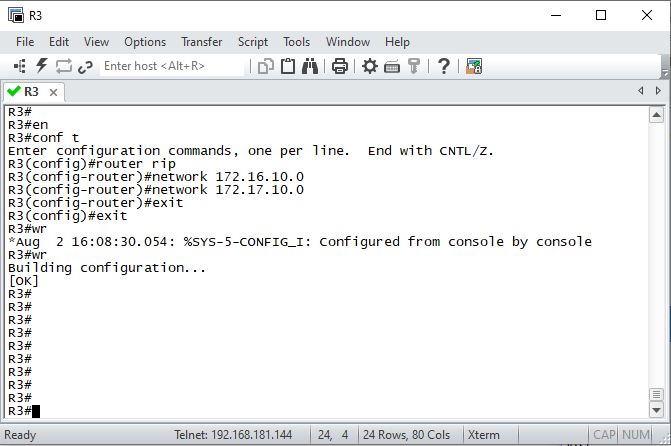 R3
File Edit View Options Transfer Script Tools Window Help
Enter host <Alt+R>
R3
R3#
R3#en
R3#conf t
Enter configuration commands, one per line.  End with CNTL/Z.
R3(config)#router rip
R3(config-router)#network 172.16.10.0
R3(config-router)#network 172.17.10.0
R3(config-router)#exit
R3(config)#exit
R3#wr
*Aug  2 16:08:30.054: %SYS-5-CONFIG_I: Configured from console by console
R3#wr
Building configuration...
[OK]
R3#
R3#
R3#
R3#
R3#
R3#
R3#
R3#
R3#
R3#
Ready Telnet: 192.168.181.144 24, 4 24 Rows, 80 Cols Xterm CAP NUM